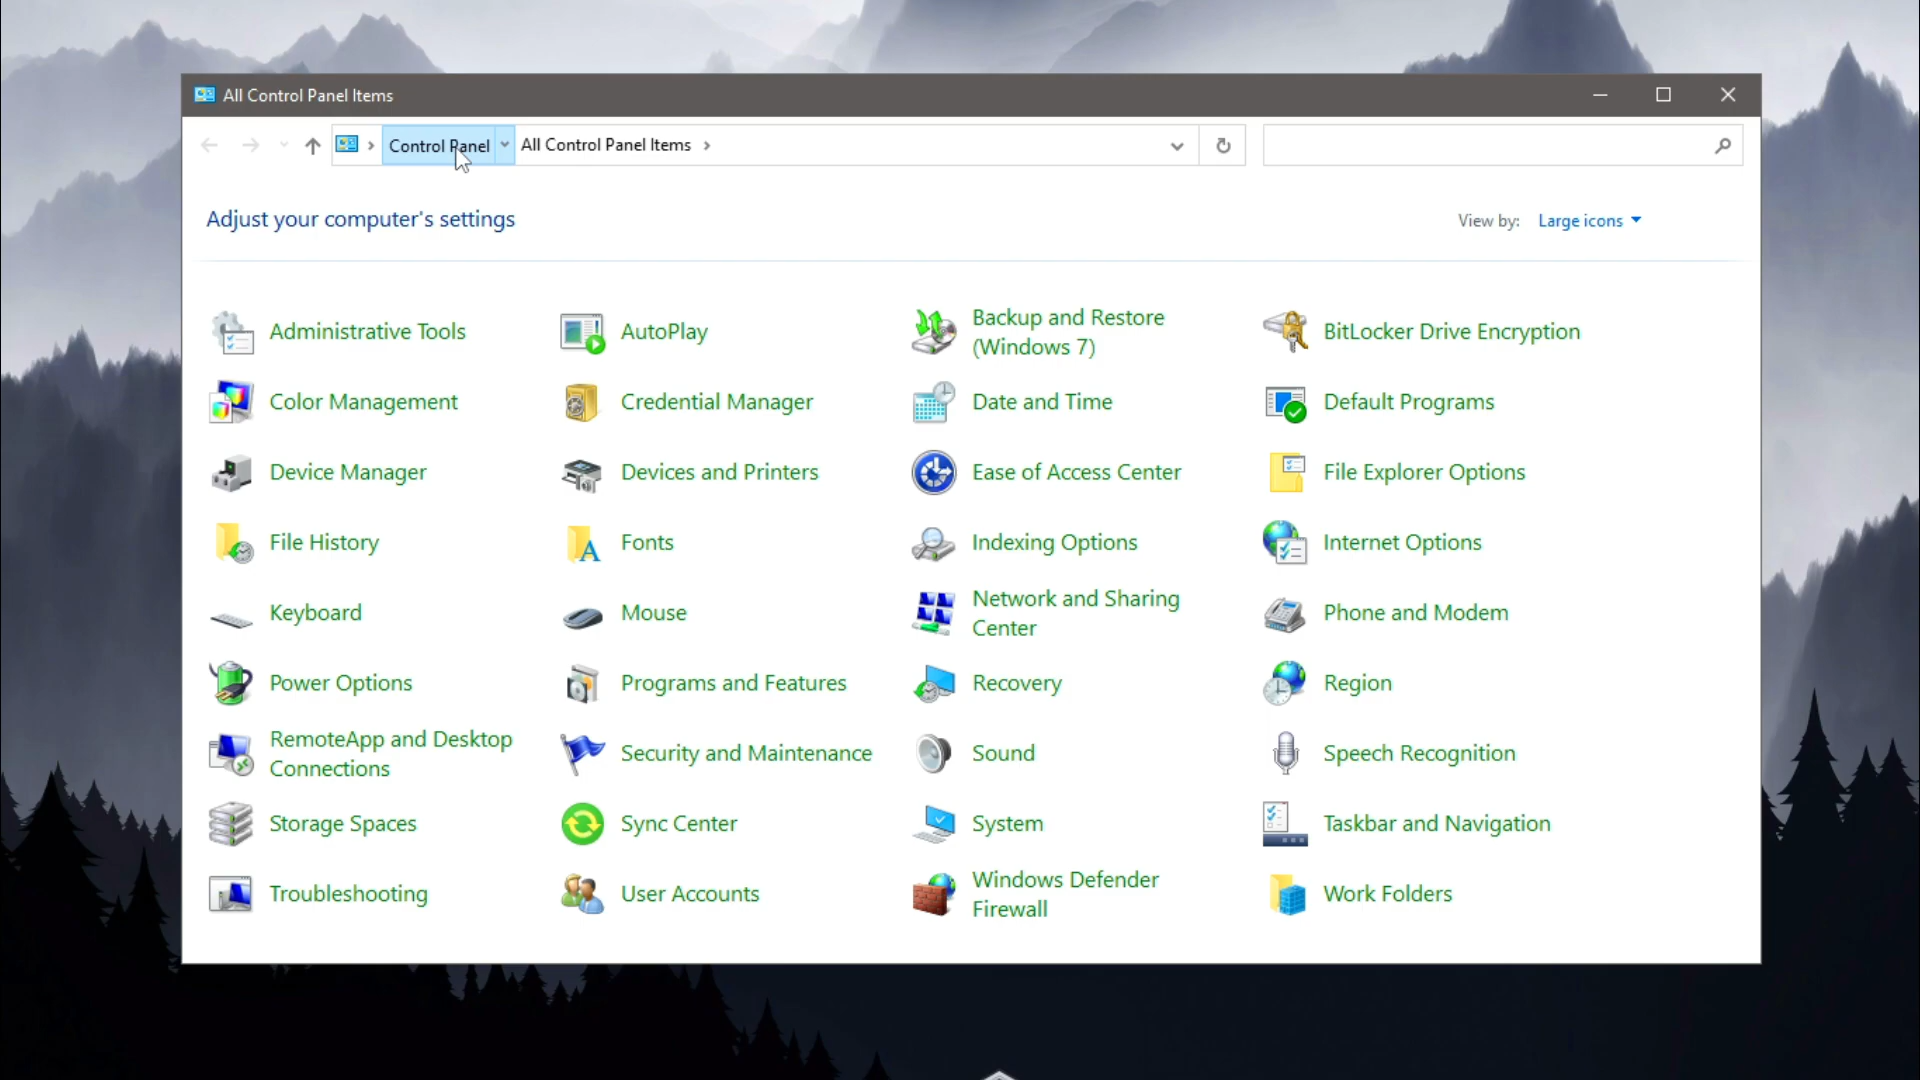 All Control Panel Items
Control Panel All Control Panel Items
Adjust your computer's settings
View by: Large icons
Administrative Tools
AutoPlay
Backup and Restore
(Windows 7)
BitLocker Drive Encryption
Color Management
Credential Manager
Date and Time
Default Programs
Device Manager
Devices and Printers
Ease of Access Center
File Explorer Options
File History
Fonts
Indexing Options
Internet Options
Keyboard
Mouse
Network and Sharing
Center
Phone and Modem
Power Options
Programs and Features
Recovery
Region
RemoteApp and Desktop
Connections
Security and Maintenance
Sound
Speech Recognition
Storage Spaces
Sync Center
System
Taskbar and Navigation
Troubleshooting
User Accounts
Windows Defender
Firewall
Work Folders